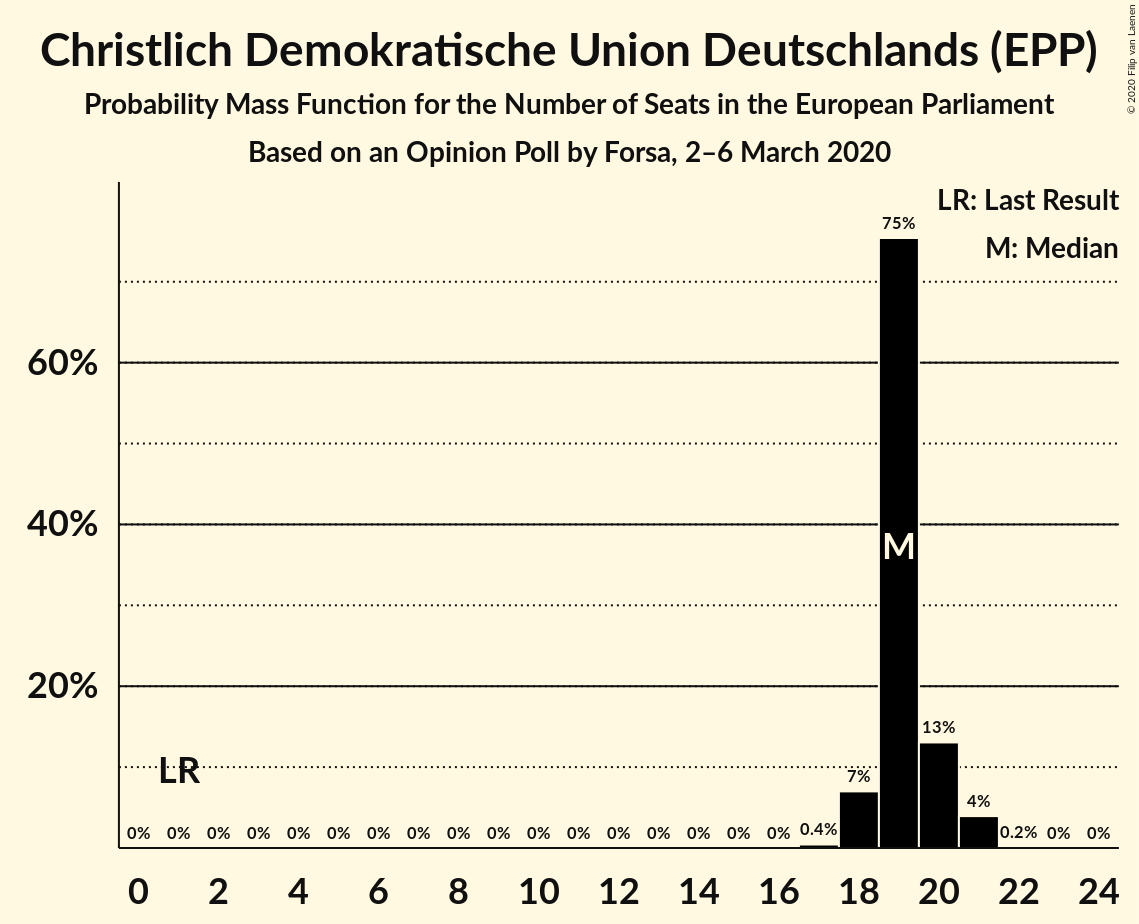 Christlich Demokratische Union Deutschlands (EPP)
Probability Mass Function for the Number of Seats in the European Parliament
Based on an Opinion Poll by Forsa, 2–6 March 2020
© 2020 Filip van Laenen
LR: Last Result
M: Median
75%
60%
40%
M
20%
13%
LR
7%
4%
0% 0% 0% 0% 0% 0% 0% 0% 0% 0% 0% 0% 0% 0% 0% 0% 0% 0.4% 0.2% 0% 0%
0 2 4 6 8 10 12 14 16 18 20 22 24